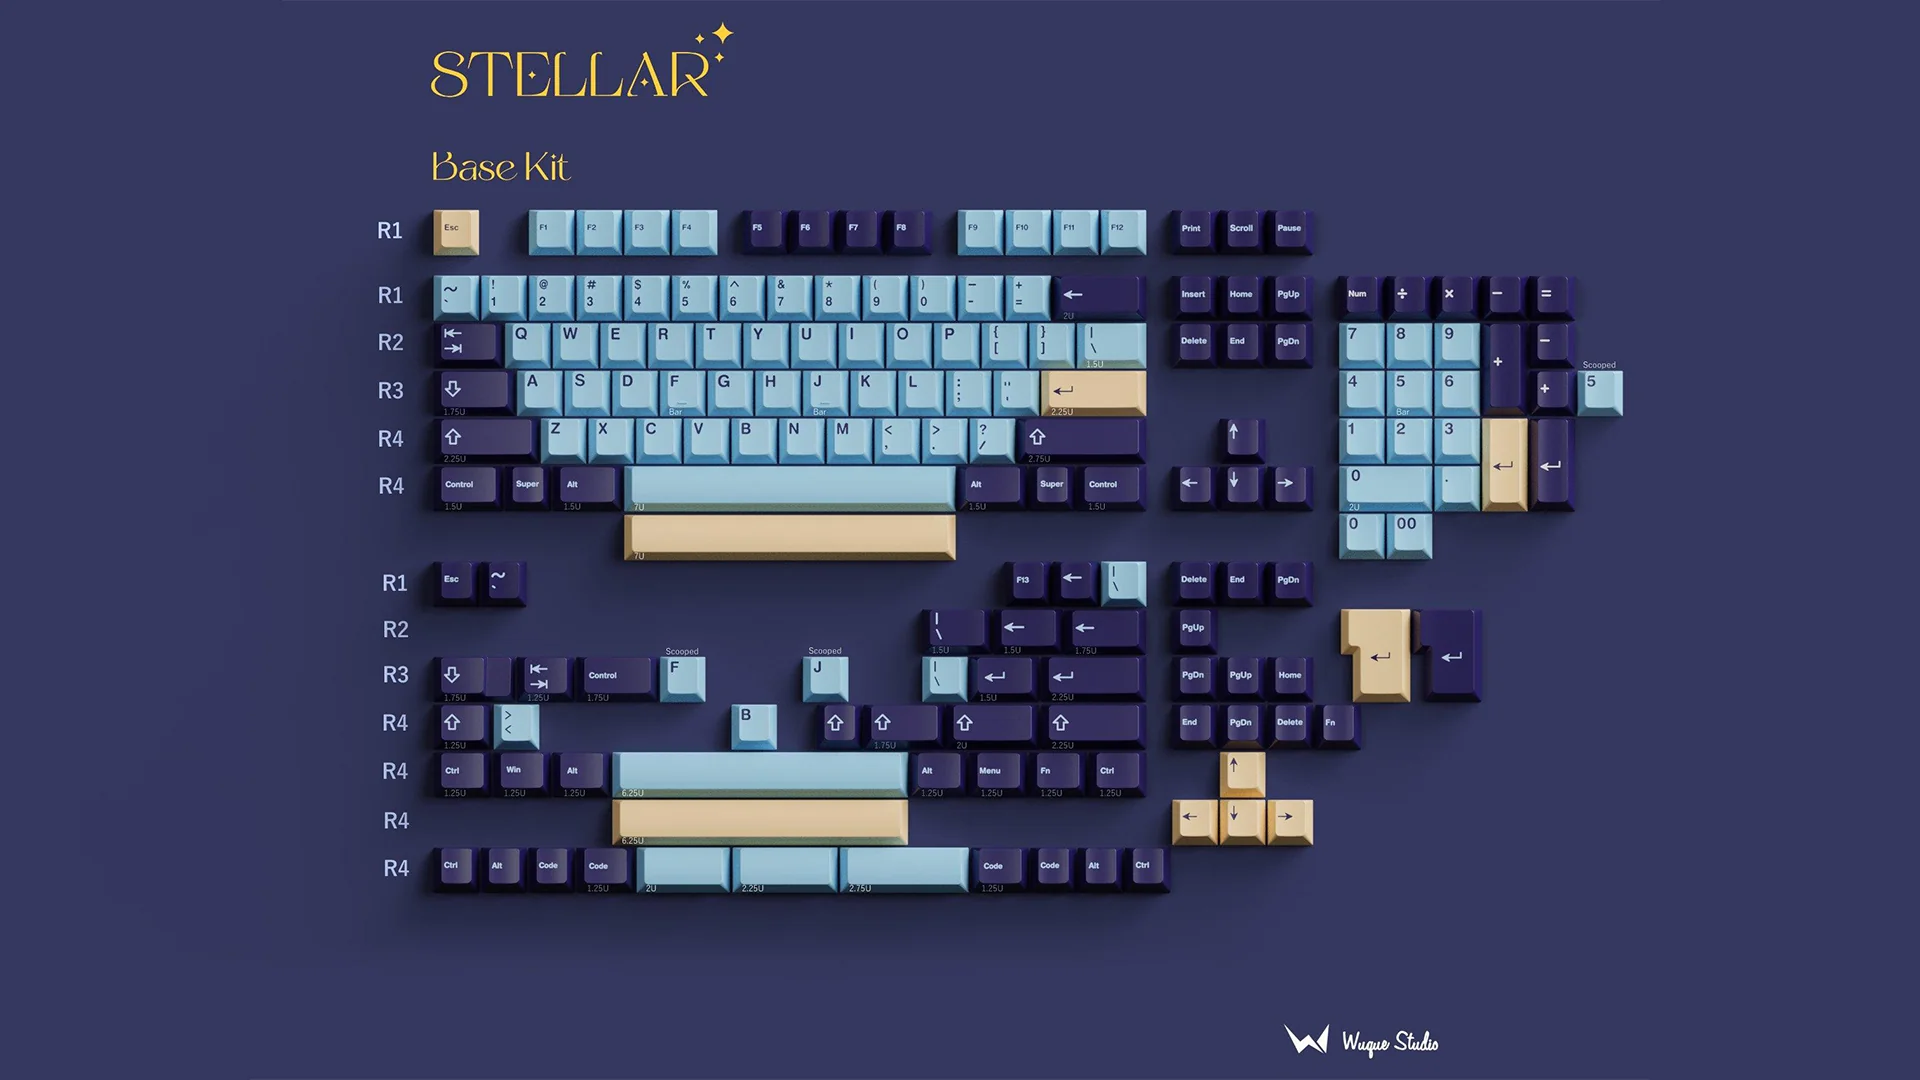 STELLAR
Base Kit
R1 Esc F1 F2 F3 F4 F5 F6 F7 F8 F9 F10 F11 F12 Print Scroll Pause
R1 ~ ` ! 1 @ 2 # 3 $ 4 % 5 ^ 6 & 7 * 8 ( 9 ) 0 _ - + = ← 2U Insert Home PgUp Num ÷ × − =
R2 ⇤ ⇥ Q W E R T Y U I O P { [ } ] | \ 1.5U Delete End PgDn 7 8 9 + −
R3 ⇩ 1.75U A S D F Bar G H J Bar K L : ; " ' ↵ 2.25U 4 5 Bar 6 + Scooped 5
R4 ⇧ 2.25U Z X C V B N M < , > . ? / ⇧ 2.75U ↑ 1 2 3 ↵ ↵
R4 Control 1.5U Super Alt 1.5U 7U Alt 1.5U Super Control 1.5U ← ↓ → 0 2U .
7U 0 00
R1 Esc ~ ` F13 ← | \ Delete End PgDn
R2 | \ 1.5U ← 1.5U ← 1.75U PgUp ↵ ↵
R3 ⇩ 1.75U ⇤ ⇥ 1.25U Control 1.75U Scooped F Scooped J | \ ↵ 1.5U ↵ 2.25U PgDn PgUp Home
R4 ⇧ 1.25U > < B ⇧ ⇧ 1.75U ⇧ 2U ⇧ 2.25U End PgDn Delete Fn
R4 Ctrl 1.25U Win 1.25U Alt 1.25U 6.25U Alt 1.25U Menu 1.25U Fn 1.25U Ctrl 1.25U ↑
R4 6.25U ← ↓ →
R4 Ctrl Alt Code Code 1.25U 2U 2.25U 2.75U Code 1.25U Code Alt Ctrl
Wuque Studio